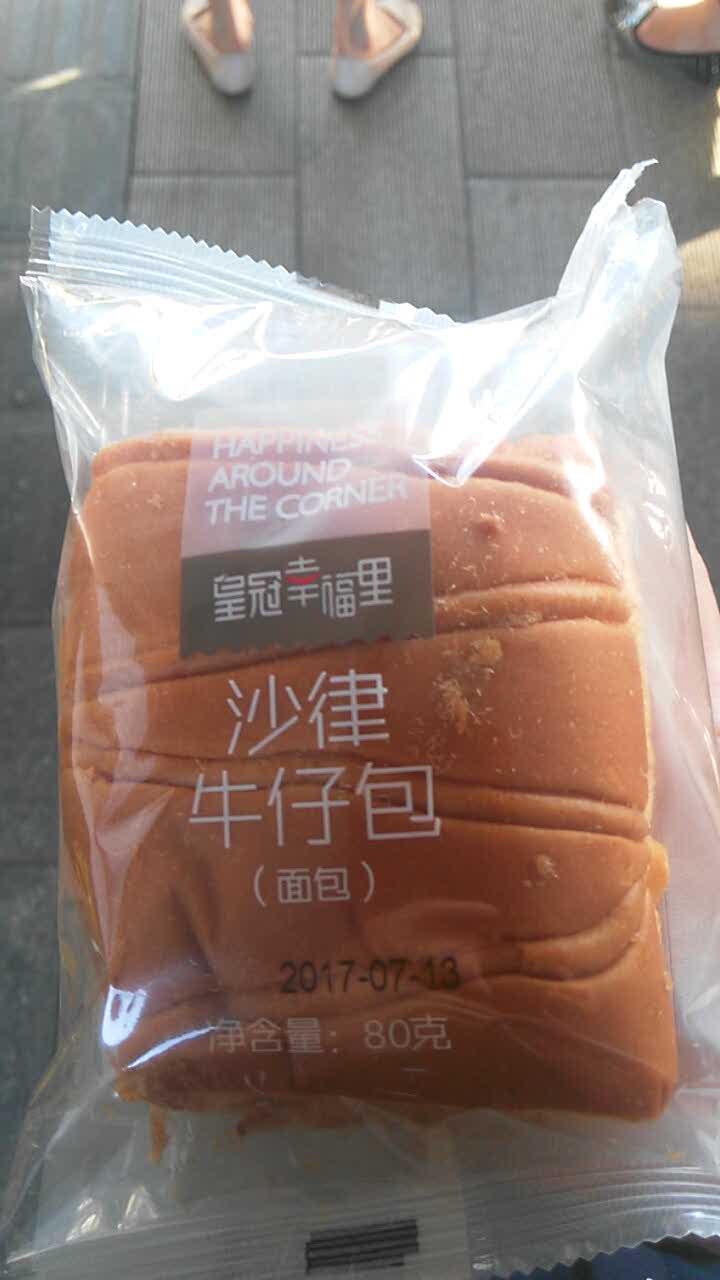 HAPPINESS
AROUND
THE CORNER
皇冠幸福里
沙律
牛仔包
（面包）
2017-07-13
净含量：80克